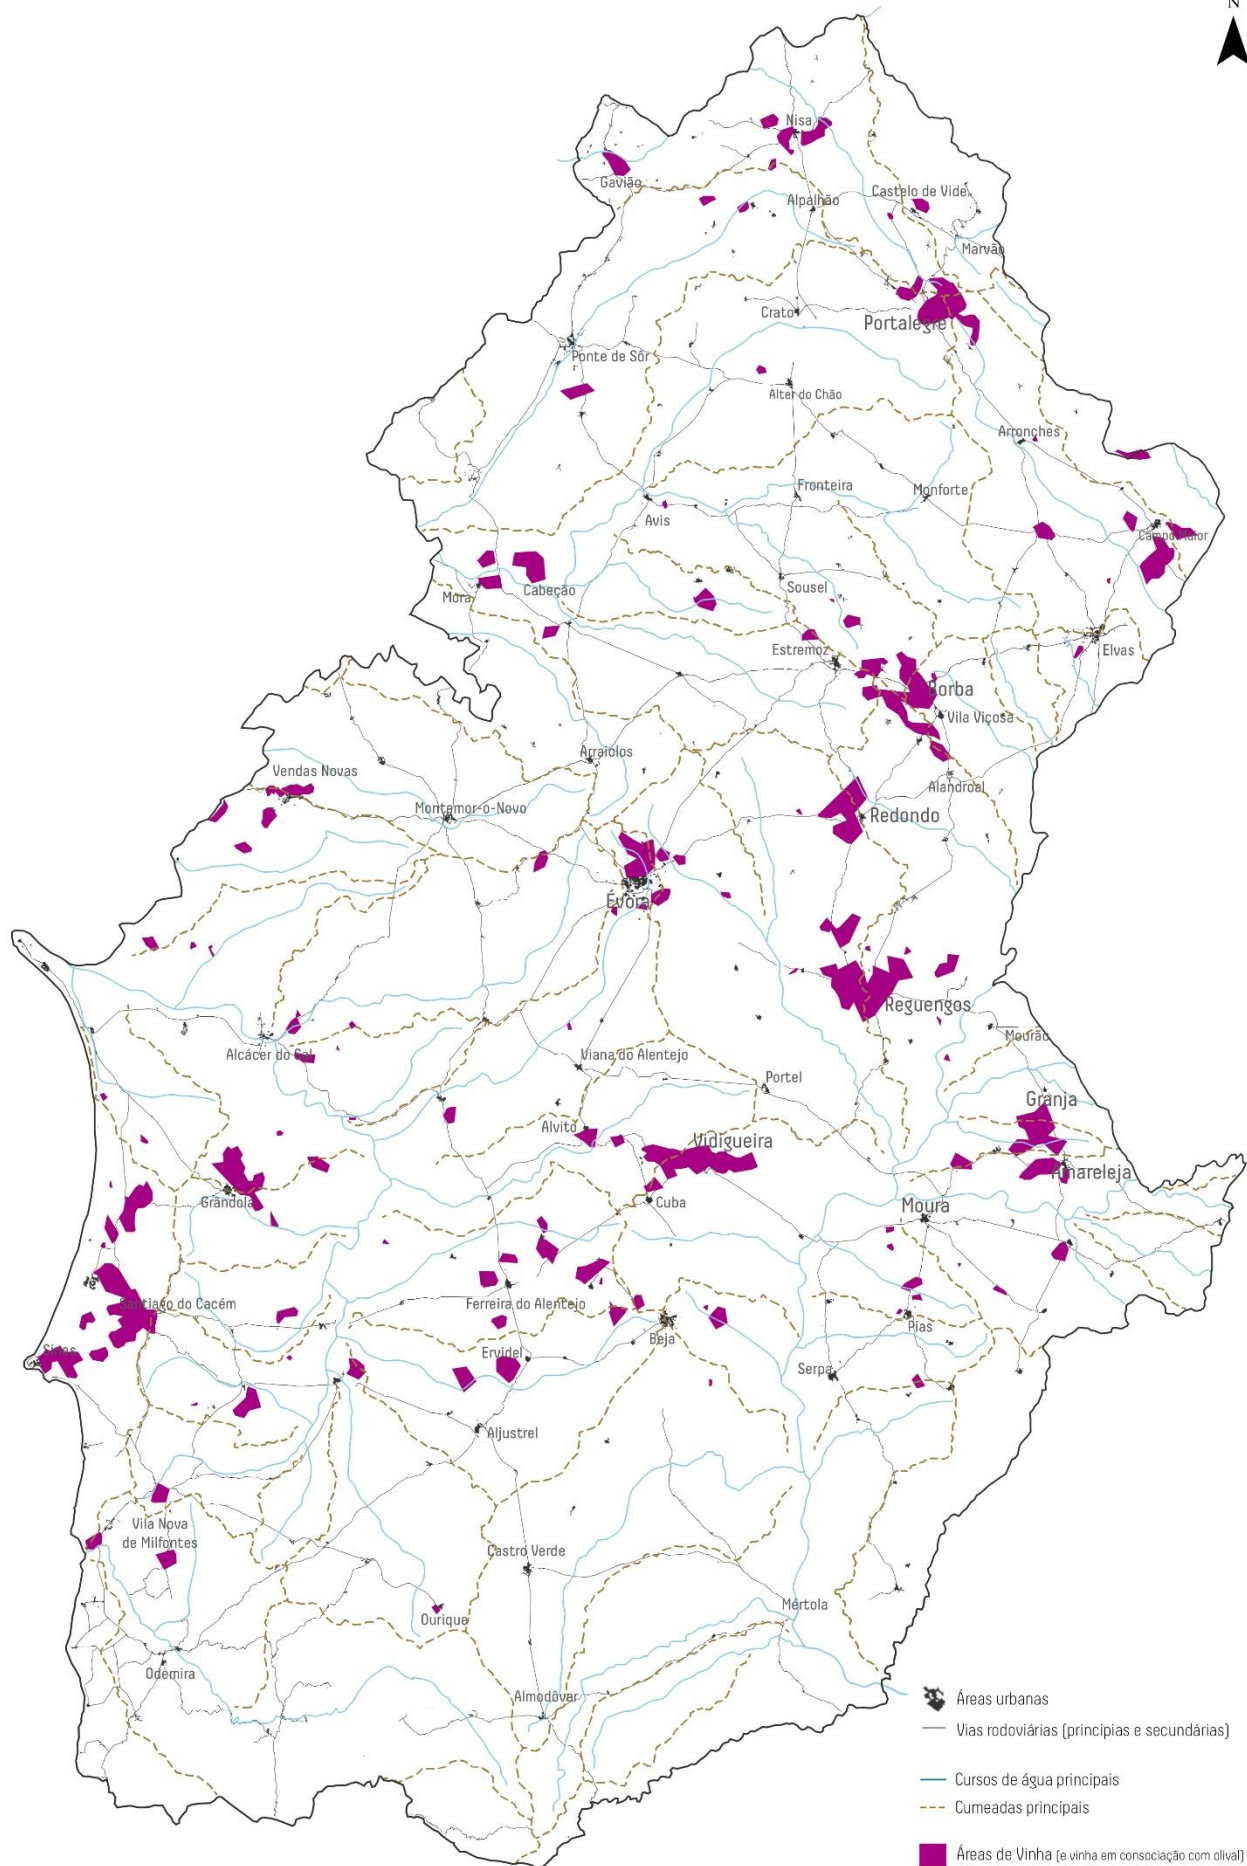 N
Nisa
Gavião
Castelo de Vide
Alpalhão
Marvão
Crato
Portalegre
Ponte de Sôr
Alter do Chão
Arronches
Fronteira
Monforte
Avis
Campo Maior
Sousel
Mora
Cabeção
Estremoz
Elvas
Borba
Vila Viçosa
Arraiolos
Vendas Novas
Alandroal
Montemor-o-Novo
Redondo
Évora
Reguengos
Mourão
Alcácer do Sal
Viana do Alentejo
Portel
Granja
Alvito
Vidigueira
Amareleja
Grândola
Cuba
Moura
Santiago do Cacém
Ferreira do Alentejo
Pias
Beja
Sines
Ervidel
Serpa
Aljustrel
Vila Nova
de Milfontes
Castro Verde
Mértola
Ourique
Odemira
Almodôvar
Áreas urbanas
Vias rodoviárias (principias e secundárias)
Cursos de água principais
Cumeadas principais
Áreas de Vinha (e vinha em consociação com olival)